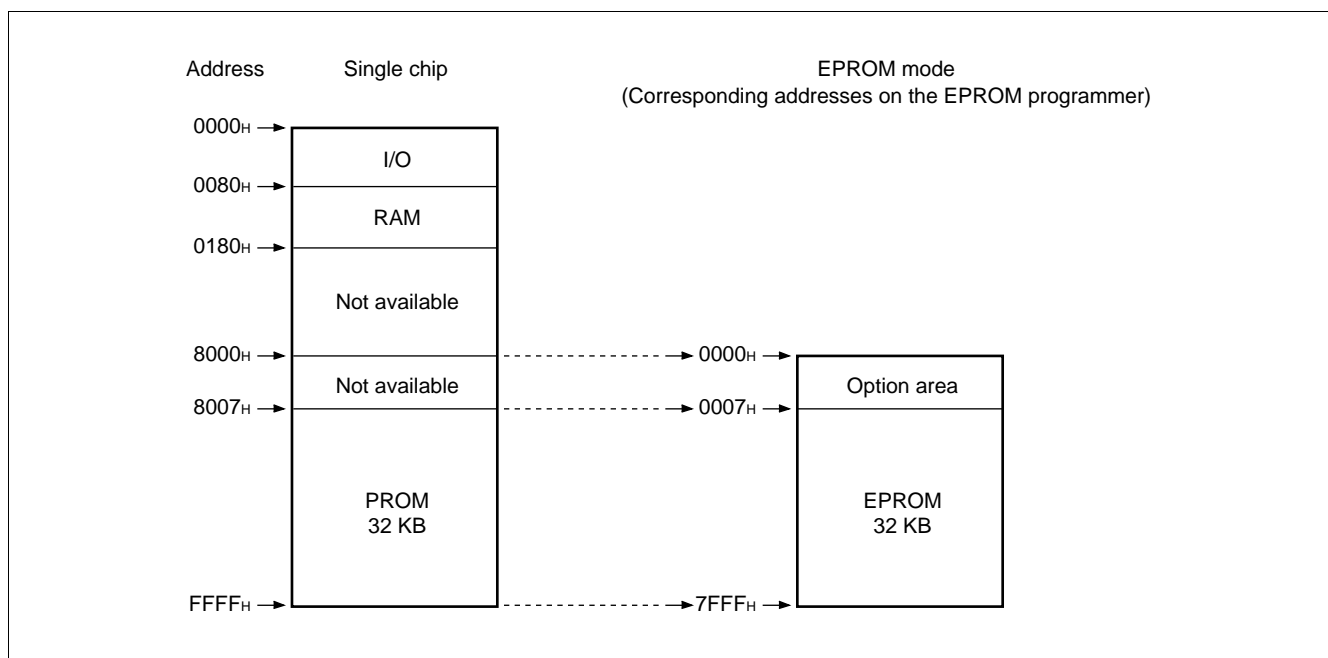 Address
Single chip
EPROM mode
(Corresponding addresses on the EPROM programmer)
0000H
I/O
0080H
RAM
0180H
Not available
8000H
0000H
Not available
Option area
8007H
0007H
PROM
32 KB
EPROM
32 KB
FFFFH
7FFFH